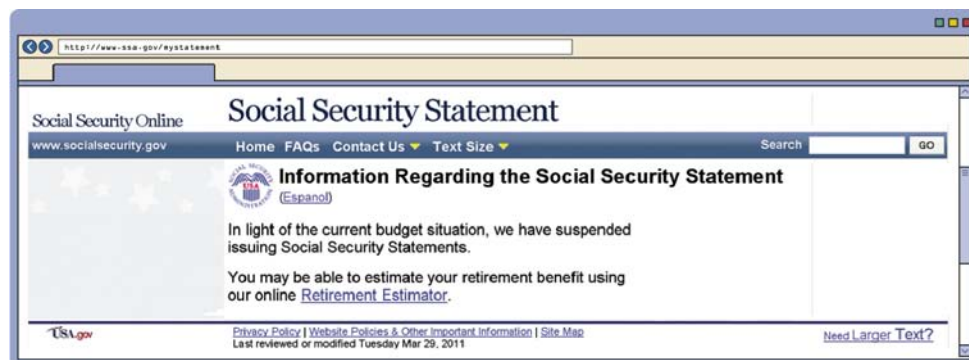 http://www-ssa-gov/mystatement
Social Security Online
Social Security Statement
www.socialsecurity.gov
Home FAQs Contact Us Text Size
Search GO
SOCIAL SECURITY ADMINISTRATION
USA
Information Regarding the Social Security Statement
(Espanol)
In light of the current budget situation, we have suspended
issuing Social Security Statements.
You may be able to estimate your retirement benefit using
our online Retirement Estimator.
USA.gov
Privacy Policy | Website Policies & Other Important Information | Site Map
Last reviewed or modified Tuesday Mar 29, 2011
Need Larger Text?